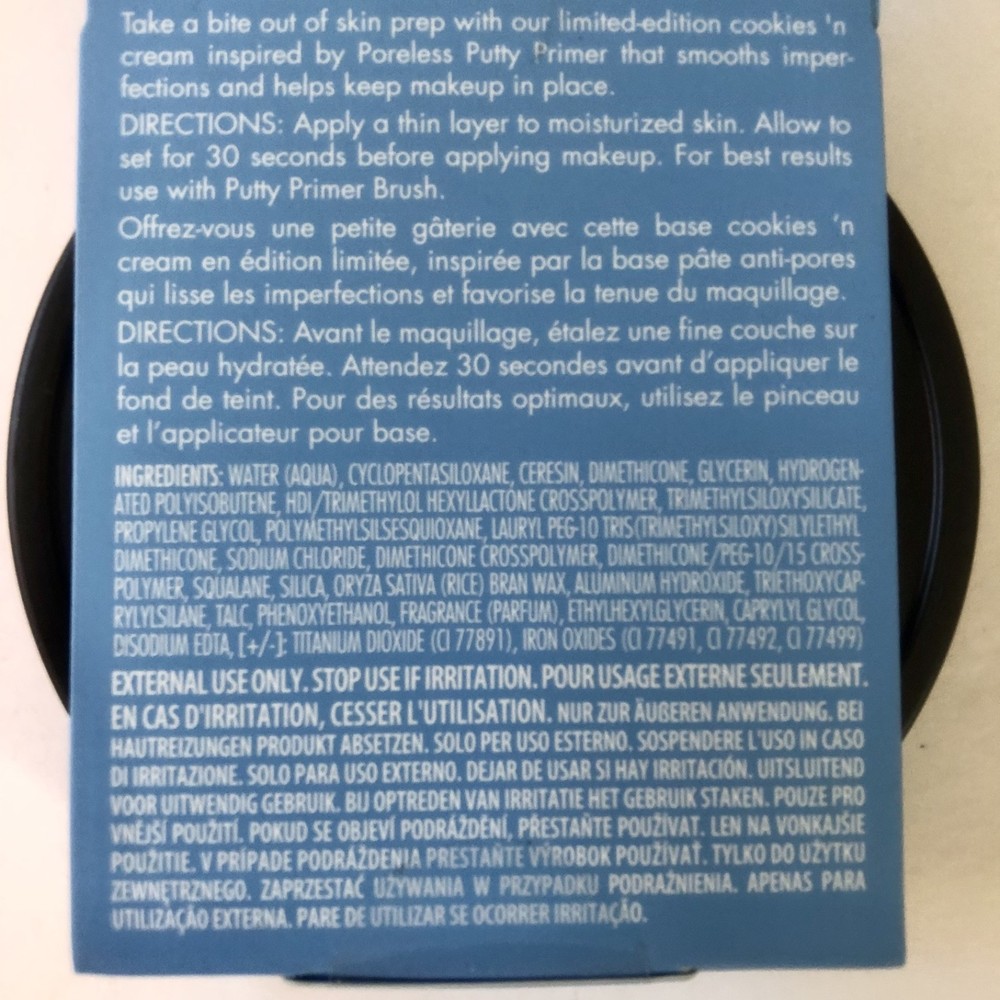 Take a bite out of skin prep with our limited-edition cookies 'n
cream inspired by Poreless Putty Primer that smooths imper-
fections and helps keep makeup in place.
DIRECTIONS: Apply a thin layer to moisturized skin. Allow to
set for 30 seconds before applying makeup. For best results
use with Putty Primer Brush.
Offrez-vous une petite gâterie avec cette base cookies 'n
cream en édition limitée, inspirée par la base pâte anti-pores
qui lisse les imperfections et favorise la tenue du maquillage.
DIRECTIONS: Avant le maquillage, étalez une fine couche sur
la peau hydratée. Attendez 30 secondes avant d'appliquer le
fond de teint. Pour des résultats optimaux, utilisez le pinceau
et l'applicateur pour base.
INGREDIENTS: WATER (AQUA), CYCLOPENTASILOXANE, CERESIN, DIMETHICONE, GLYCERIN, HYDROGEN-
ATED POLYISOBUTENE, HDI/TRIMETHYLOL HEXYLLACTONE CROSSPOLYMER, TRIMETHYLSILOXYSILICATE,
PROPYLENE GLYCOL, POLYMETHYLSILSESQUIOXANE, LAURYL PEG-10 TRIS(TRIMETHYLSILOXY)SILYLETHYL
DIMETHICONE, SODIUM CHLORIDE, DIMETHICONE CROSSPOLYMER, DIMETHICONE/PEG-10/15 CROSS-
POLYMER, SQUALANE, SILICA, ORYZA SATIVA (RICE) BRAN WAX, ALUMINUM HYDROXIDE, TRIETHOXYCAP-
RYLYLSILANE, TALC, PHENOXYETHANOL, FRAGRANCE (PARFUM), ETHYLHEXYLGLYCERIN, CAPRYLYL GLYCOL,
DISODIUM EDTA, [+/-]: TITANIUM DIOXIDE (CI 77891), IRON OXIDES (CI 77491, CI 77492, CI 77499)
EXTERNAL USE ONLY. STOP USE IF IRRITATION. POUR USAGE EXTERNE SEULEMENT.
EN CAS D'IRRITATION, CESSER L'UTILISATION. NUR ZUR ÄUßEREN ANWENDUNG. BEI
HAUTREIZUNGEN PRODUKT ABSETZEN. SOLO PER USO ESTERNO. SOSPENDERE L'USO IN CASO
DI IRRITAZIONE. SOLO PARA USO EXTERNO. DEJAR DE USAR SI HAY IRRITACIÓN. UITSLUITEND
VOOR UITWENDIG GEBRUIK. BIJ OPTREDEN VAN IRRITATIE HET GEBRUIK STAKEN. POUZE PRO
VNĚJŠÍ POUŽITÍ. POKUD SE OBJEVÍ PODRÁŽDĚNÍ, PŘESTAŇTE POUŽÍVAT. LEN NA VONKAJŠIE
POUŽITIE. V PRÍPADE PODRÁŽDENIA PRESTAŇTE VÝROBOK POUŽÍVAŤ. TYLKO DO UŻYTKU
ZEWNĘTRZNEGO. ZAPRZESTAĆ UŻYWANIA W PRZYPADKU PODRAŻNIENIA. APENAS PARA
UTILIZAÇÃO EXTERNA. PARE DE UTILIZAR SE OCORRER IRRITAÇÃO.